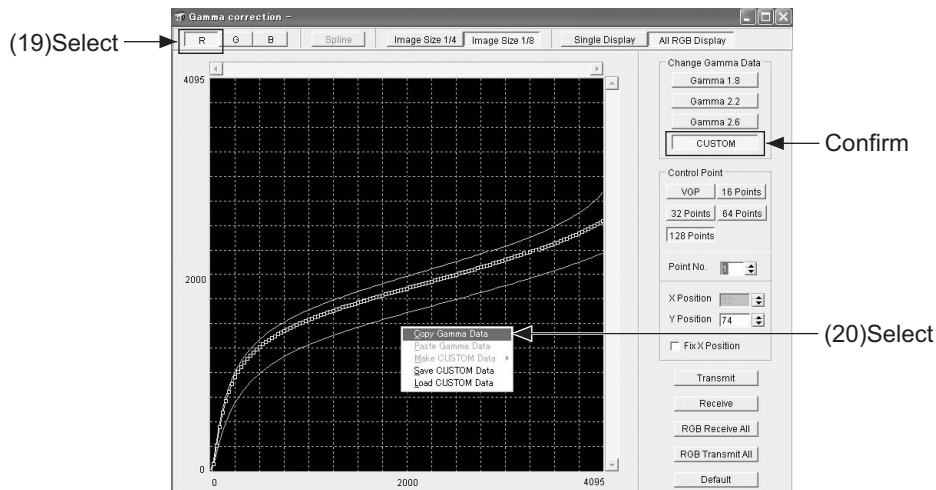 Gamma correction -
(19)Select
R G B Spline Image Size 1/4 Image Size 1/8 Single Display All RGB Display
4095
2000
0
0 2000 4095
Copy Gamma Data
Paste Gamma Data
Make CUSTOM Data
Save CUSTOM Data
Load CUSTOM Data
(20)Select
Change Gamma Data
Gamma 1.8
Gamma 2.2
Gamma 2.6
CUSTOM
Confirm
Control Point
VGP 16 Points
32 Points 64 Points
128 Points
Point No. 1
X Position
Y Position 74
Fix X Position
Transmit
Receive
RGB Receive All
RGB Transmit All
Default